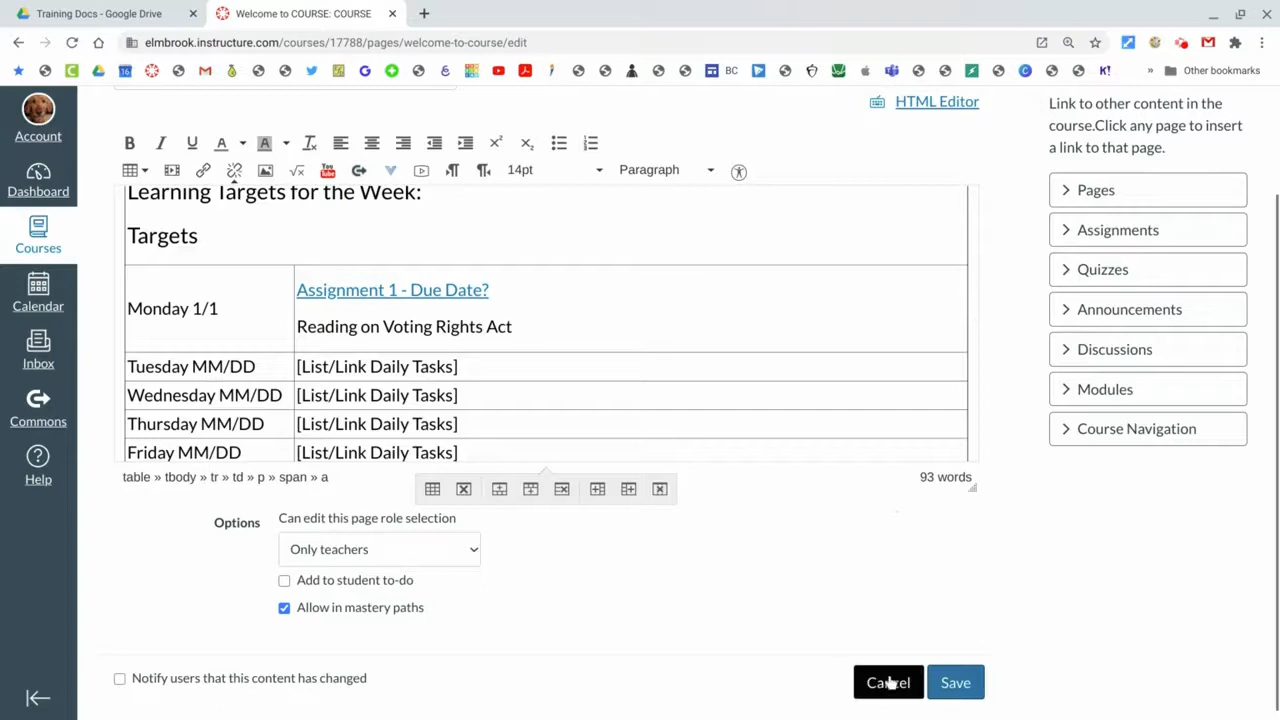 Training Docs - Google Drive
Welcome to COURSE: COURSE
elmbrook.instructure.com/courses/17788/pages/welcome-to-course/edit
BC
Other bookmarks
Account
Dashboard
Courses
Calendar
Inbox
Commons
Help
HTML Editor
14pt
Paragraph
Learning Targets for the Week:
Targets
Monday 1/1
Assignment 1 - Due Date?
Reading on Voting Rights Act
Tuesday MM/DD
[List/Link Daily Tasks]
Wednesday MM/DD
[List/Link Daily Tasks]
Thursday MM/DD
[List/Link Daily Tasks]
Friday MM/DD
[List/Link Daily Tasks]
table » tbody » tr » td » p » span » a
93 words
Options
Can edit this page role selection
Only teachers
Add to student to-do
Allow in mastery paths
Notify users that this content has changed
Cancel
Save
Link to other content in the
course.Click any page to insert
a link to that page.
Pages
Assignments
Quizzes
Announcements
Discussions
Modules
Course Navigation